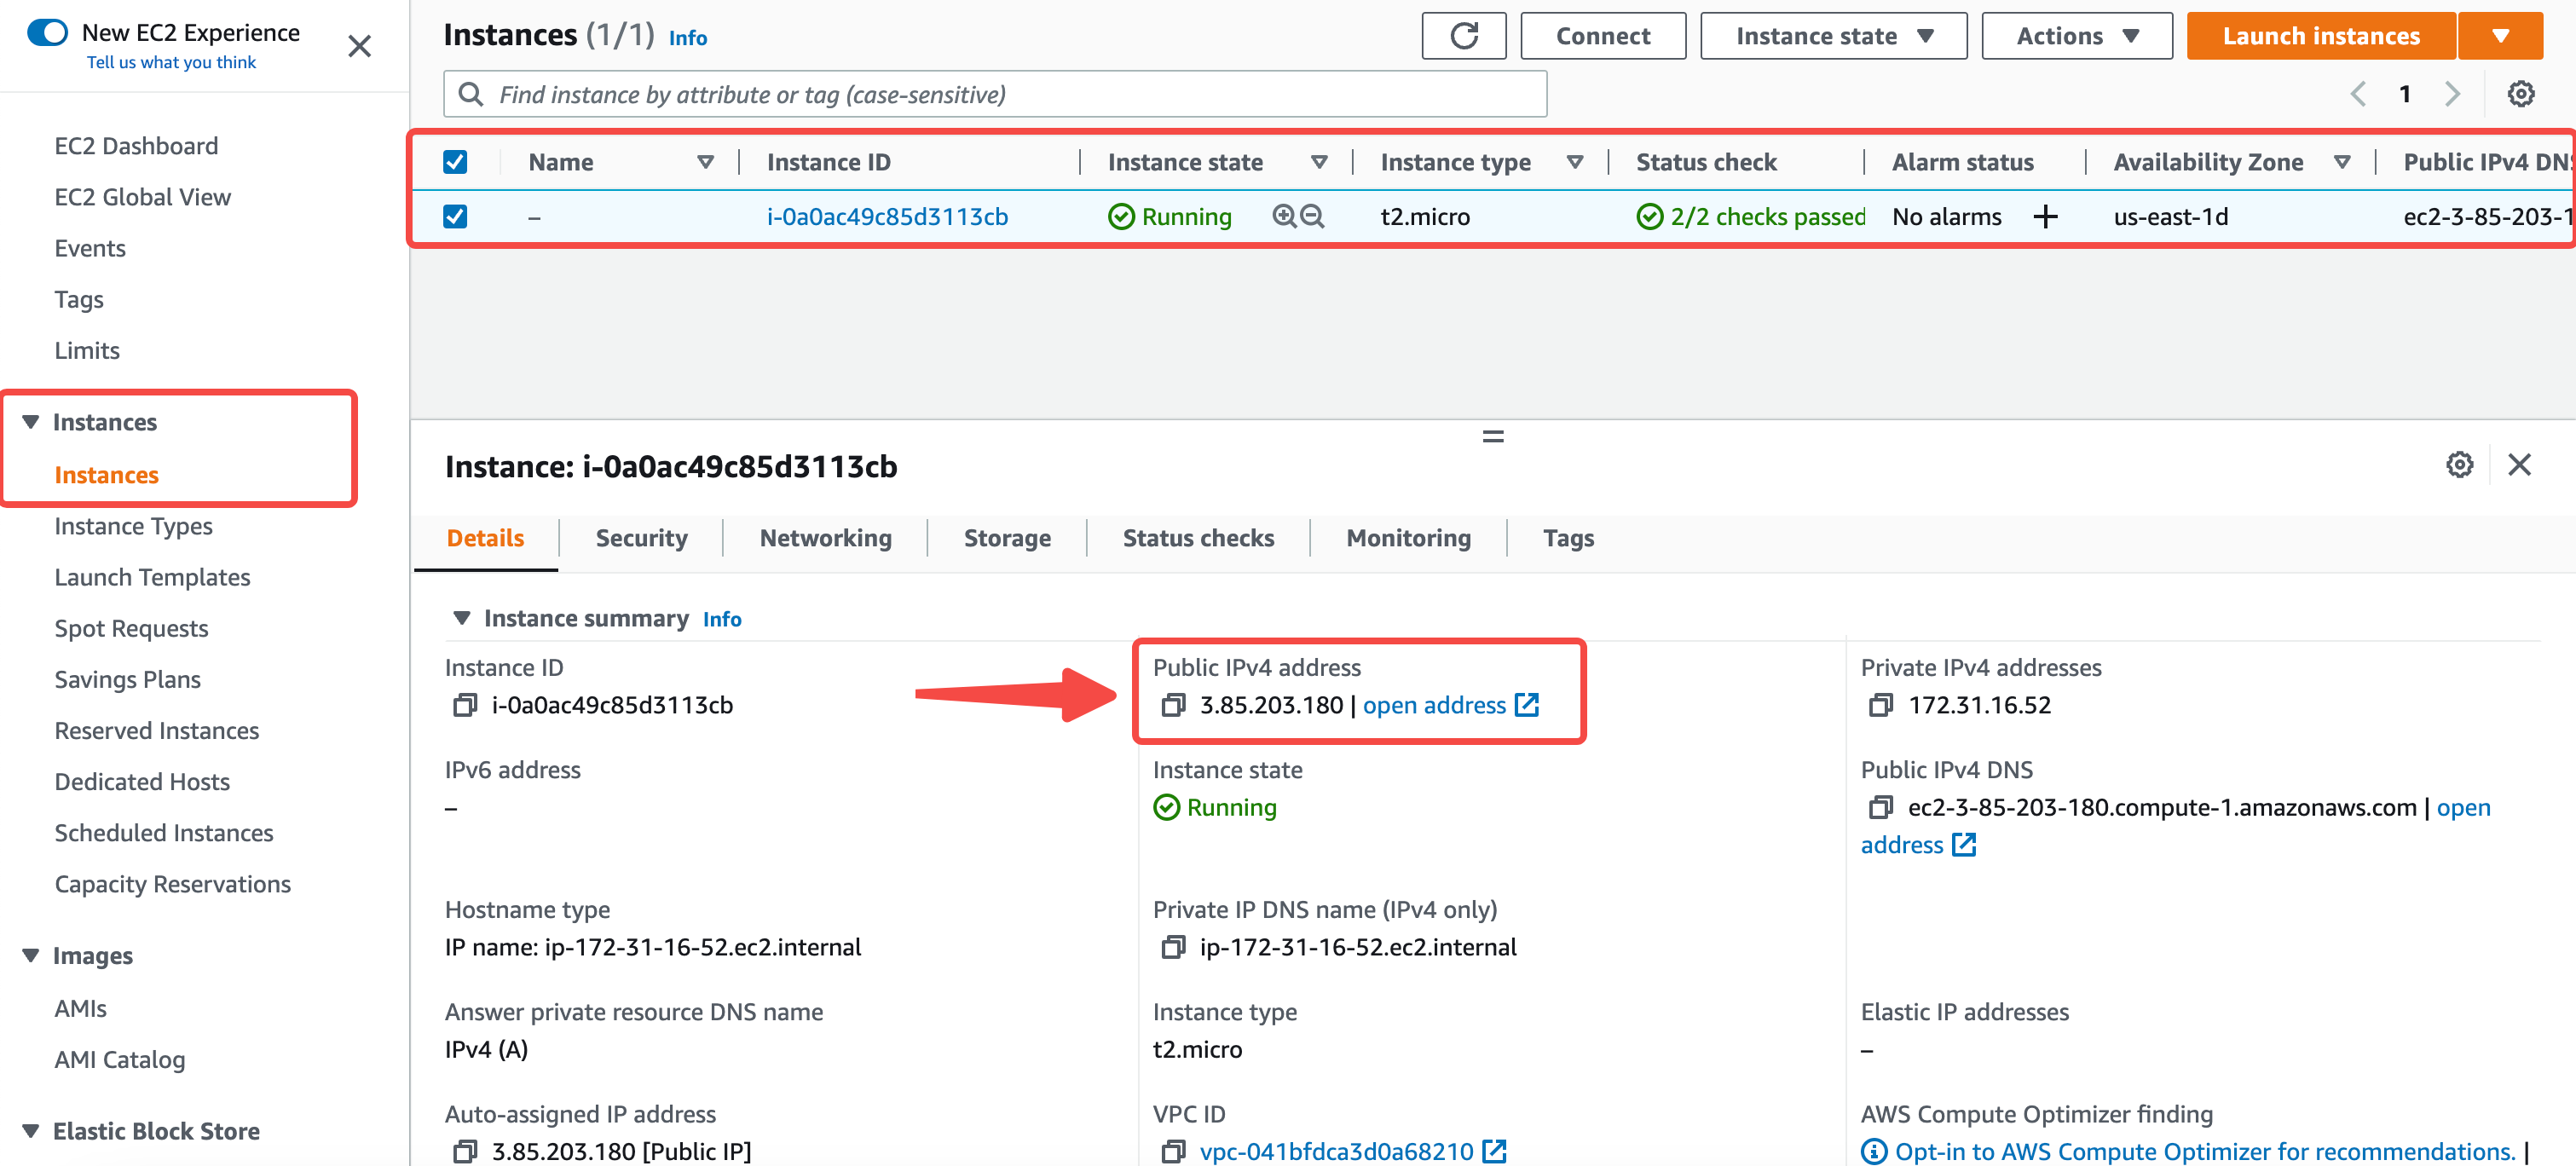 New EC2 Experience
Tell us what you think
EC2 Dashboard
EC2 Global View
Events
Tags
Limits
Instances
Instances
Instance Types
Launch Templates
Spot Requests
Savings Plans
Reserved Instances
Dedicated Hosts
Scheduled Instances
Capacity Reservations
Images
AMIs
AMI Catalog
Elastic Block Store
Instances (1/1) Info
Connect
Instance state
Actions
Launch instances
Find instance by attribute or tag (case-sensitive)
1
Name Instance ID Instance state Instance type Status check Alarm status Availability Zone Public IPv4 DNS
– i-0a0ac49c85d3113cb Running t2.micro 2/2 checks passed No alarms + us-east-1d ec2-3-85-203-1
Instance: i-0a0ac49c85d3113cb
Details Security Networking Storage Status checks Monitoring Tags
Instance summary Info
Instance ID
i-0a0ac49c85d3113cb
Public IPv4 address
3.85.203.180 | open address
Private IPv4 addresses
172.31.16.52
IPv6 address
–
Instance state
Running
Public IPv4 DNS
ec2-3-85-203-180.compute-1.amazonaws.com | open
address
Hostname type
IP name: ip-172-31-16-52.ec2.internal
Private IP DNS name (IPv4 only)
ip-172-31-16-52.ec2.internal
Answer private resource DNS name
IPv4 (A)
Instance type
t2.micro
Elastic IP addresses
–
Auto-assigned IP address
3.85.203.180 [Public IP]
VPC ID
vpc-041bfdca3d0a68210
AWS Compute Optimizer finding
Opt-in to AWS Compute Optimizer for recommendations. |